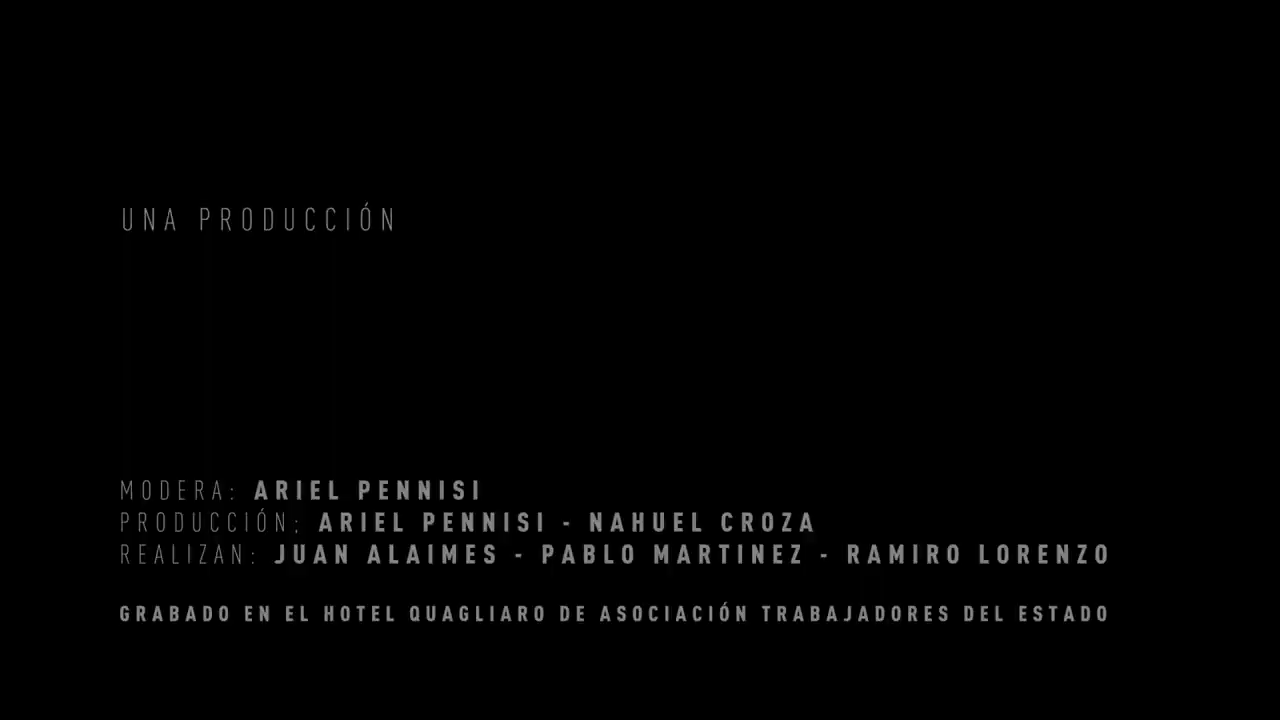 UNA PRODUCCIÓN
MODERA: ARIEL PENNISI
PRODUCCIÓN: ARIEL PENNISI - NAHUEL CROZA
REALIZAN: JUAN ALAIMES - PABLO MARTINEZ - RAMIRO LORENZO
GRABADO EN EL HOTEL QUAGLIARO DE ASOCIACIÓN TRABAJADORES DEL ESTADO